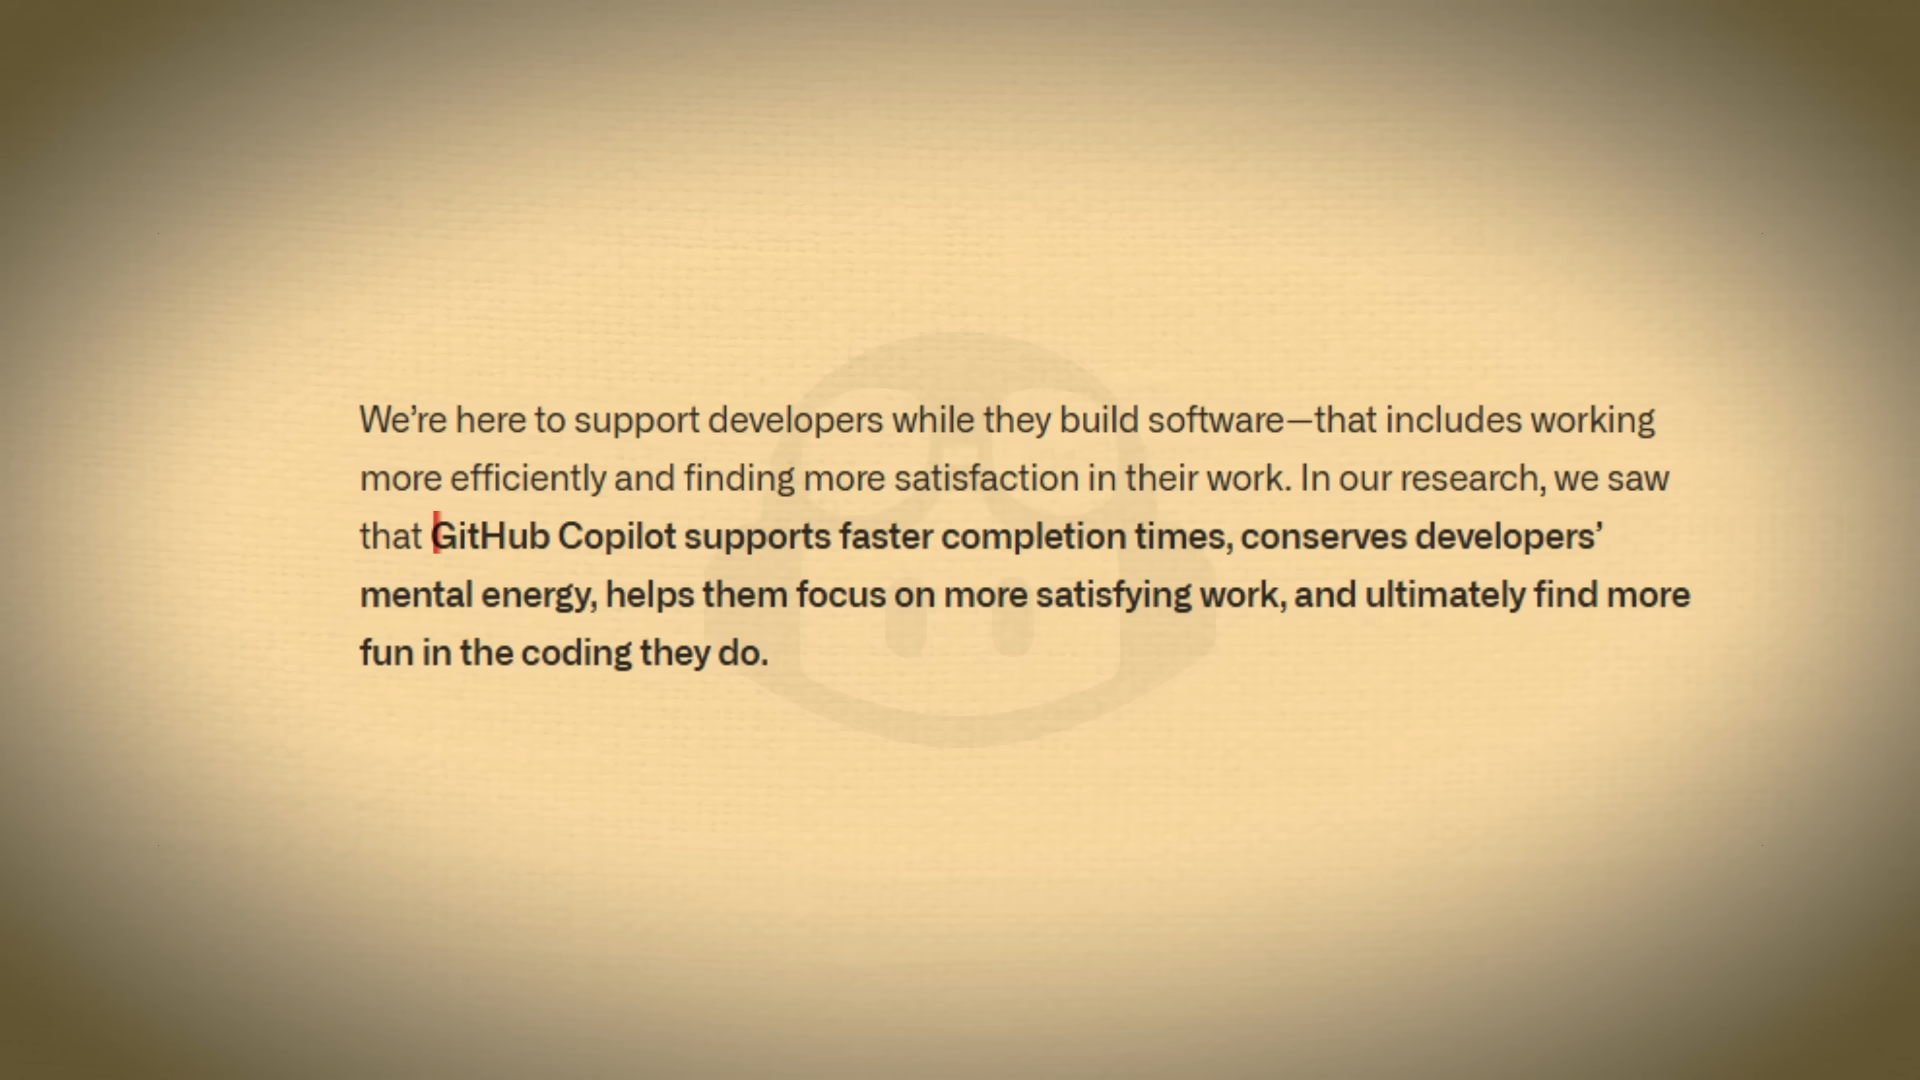 We’re here to support developers while they build software—that includes working
more efficiently and finding more satisfaction in their work. In our research, we saw
that GitHub Copilot supports faster completion times, conserves developers’
mental energy, helps them focus on more satisfying work, and ultimately find more
fun in the coding they do.